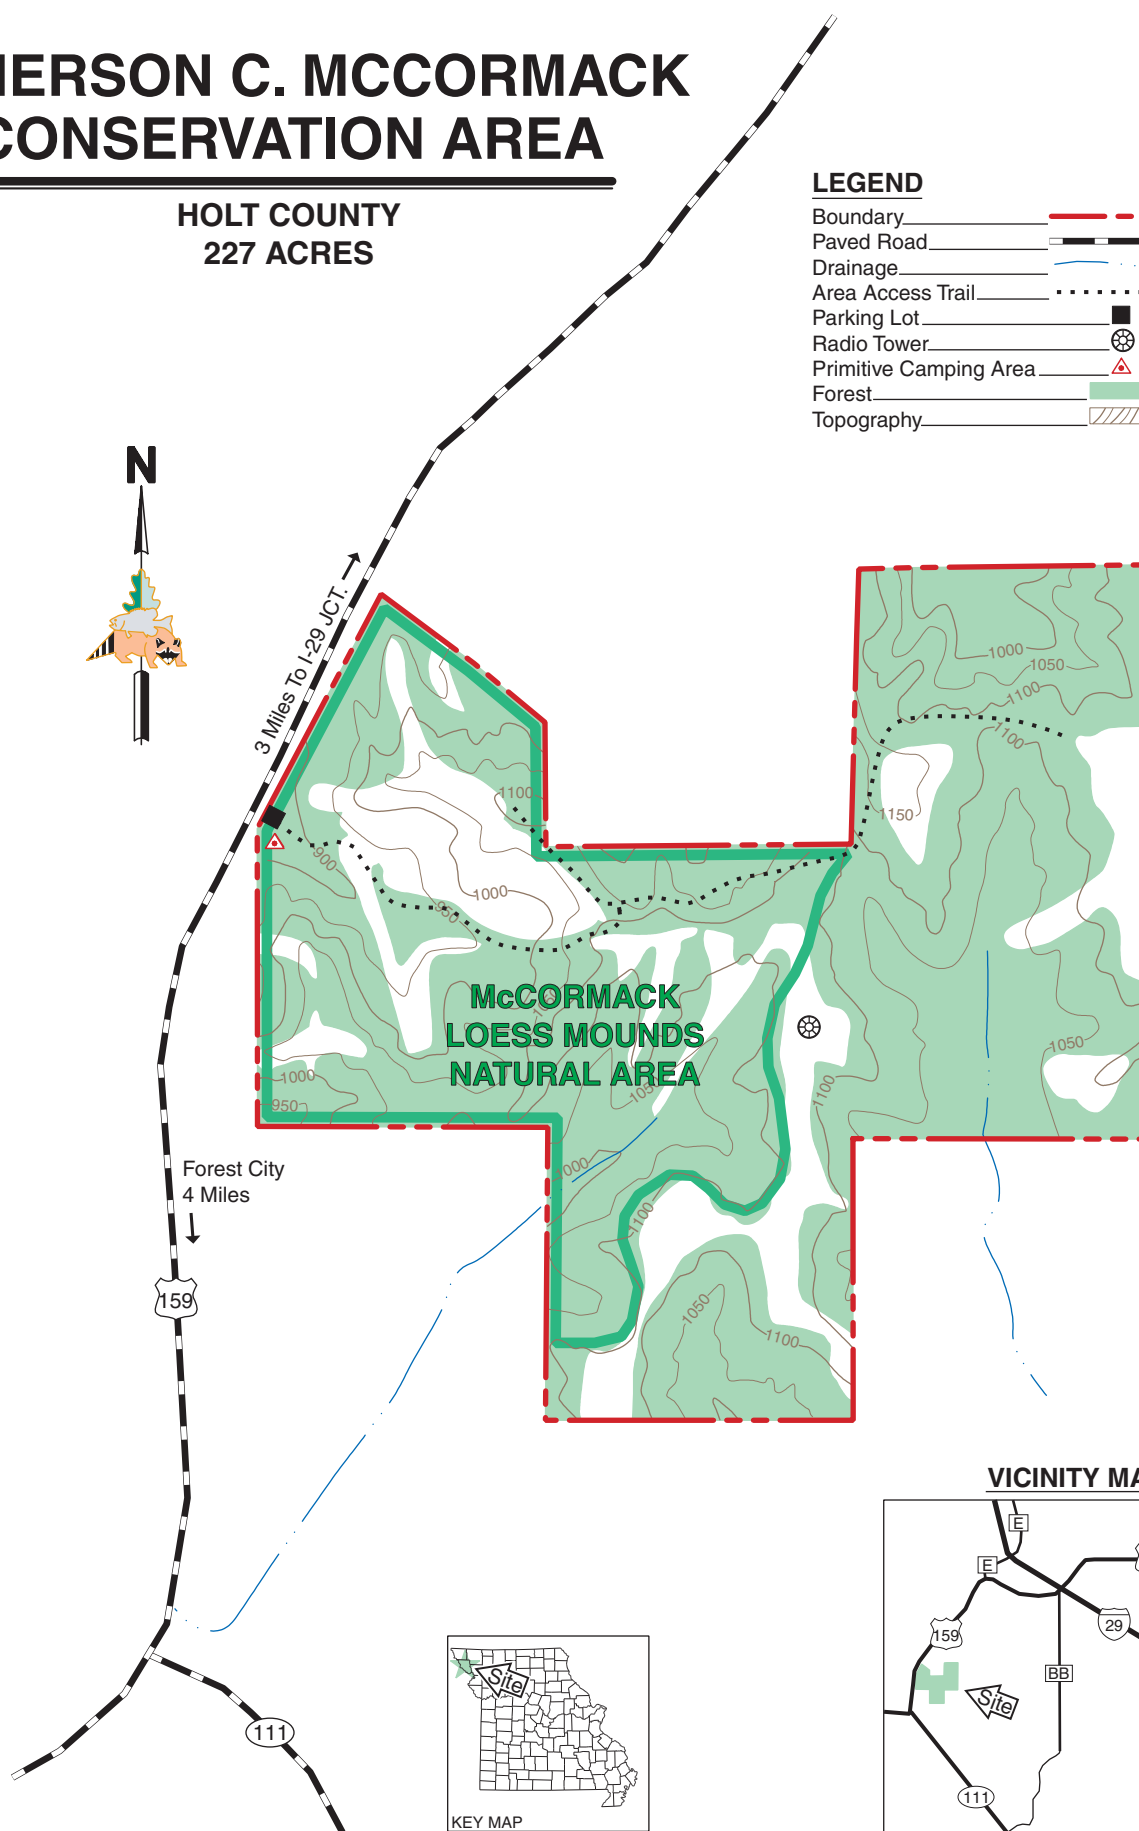 ERSON C. MCCORMACK
CONSERVATION AREA
HOLT COUNTY
227 ACRES
LEGEND
Boundary
Paved Road
Drainage
Area Access Trail
Parking Lot
Radio Tower
Primitive Camping Area
Forest
Topography
N
3 Miles To I-29 JCT.
1000
1050
1100
1100
1150
1100
900
1000
950
McCORMACK
LOESS MOUNDS
NATURAL AREA
1050
1050
1100
1000
950
1000
1100
1050
1100
Forest City
4 Miles
159
111
Site
KEY MAP
VICINITY MA
E
E
159
29
BB
Site
111